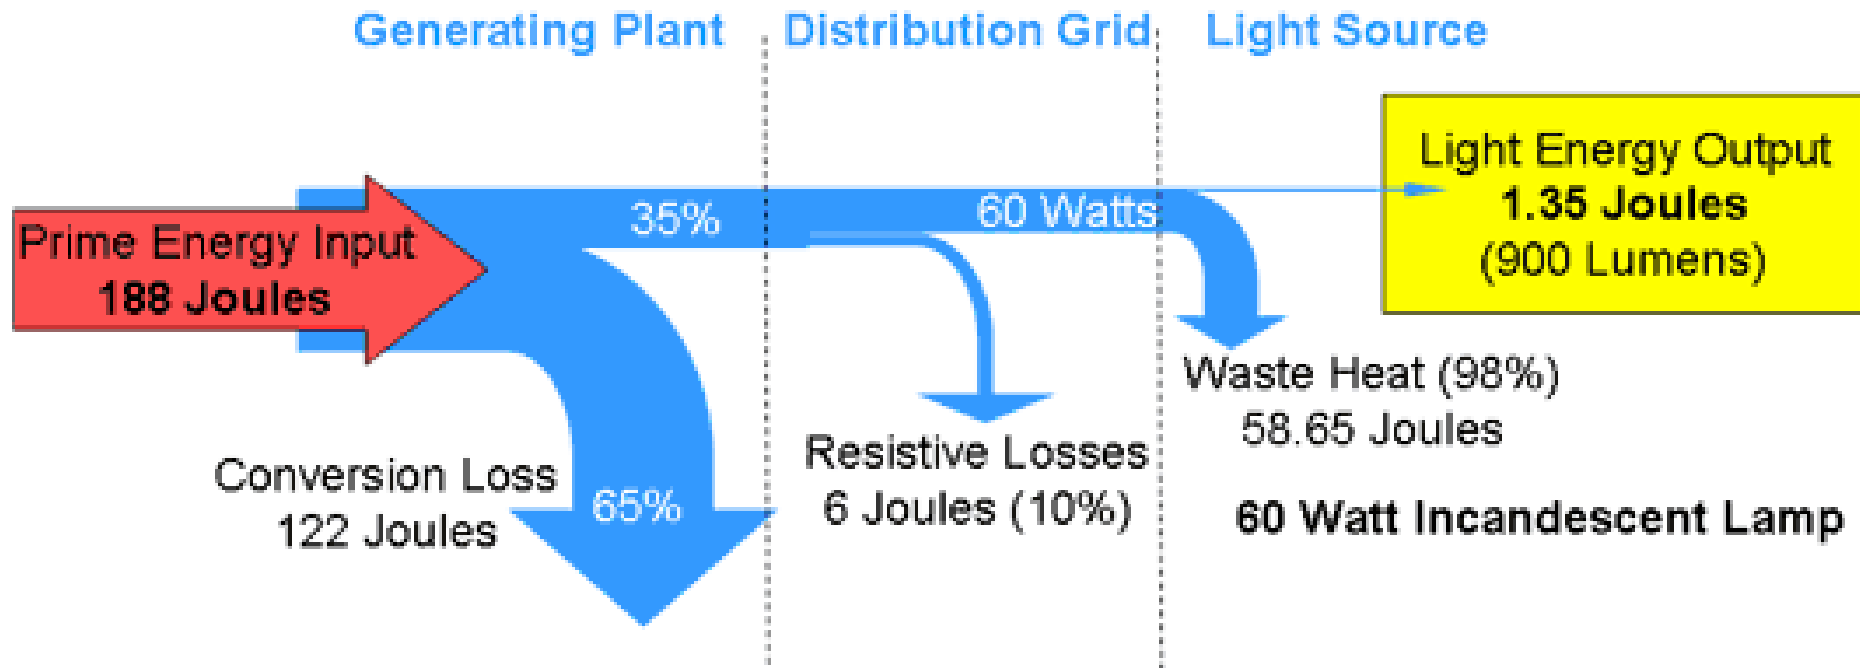 Generating Plant
Distribution Grid
Light Source
Prime Energy Input
188 Joules
35%
60 Watts
Light Energy Output
1.35 Joules
(900 Lumens)
Conversion Loss
122 Joules
65%
Resistive Losses
6 Joules (10%)
Waste Heat (98%)
58.65 Joules
60 Watt Incandescent Lamp